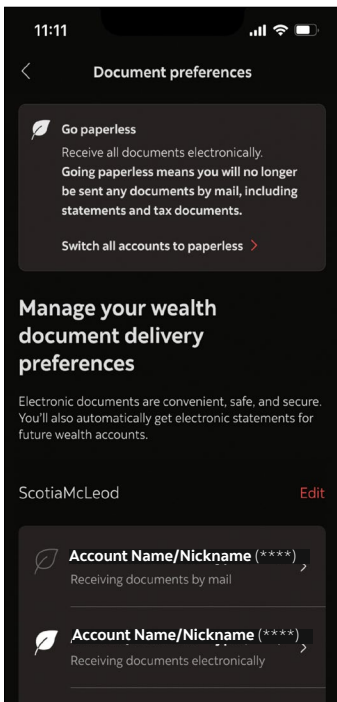 11:11
Document preferences
Go paperless
Receive all documents electronically.
Going paperless means you will no longer
be sent any documents by mail, including
statements and tax documents.
Switch all accounts to paperless
Manage your wealth
document delivery
preferences
Electronic documents are convenient, safe, and secure.
You'll also automatically get electronic statements for
future wealth accounts.
ScotiaMcLeod Edit
Account Name/Nickname (****)
Receiving documents by mail
Account Name/Nickname (****)
Receiving documents electronically